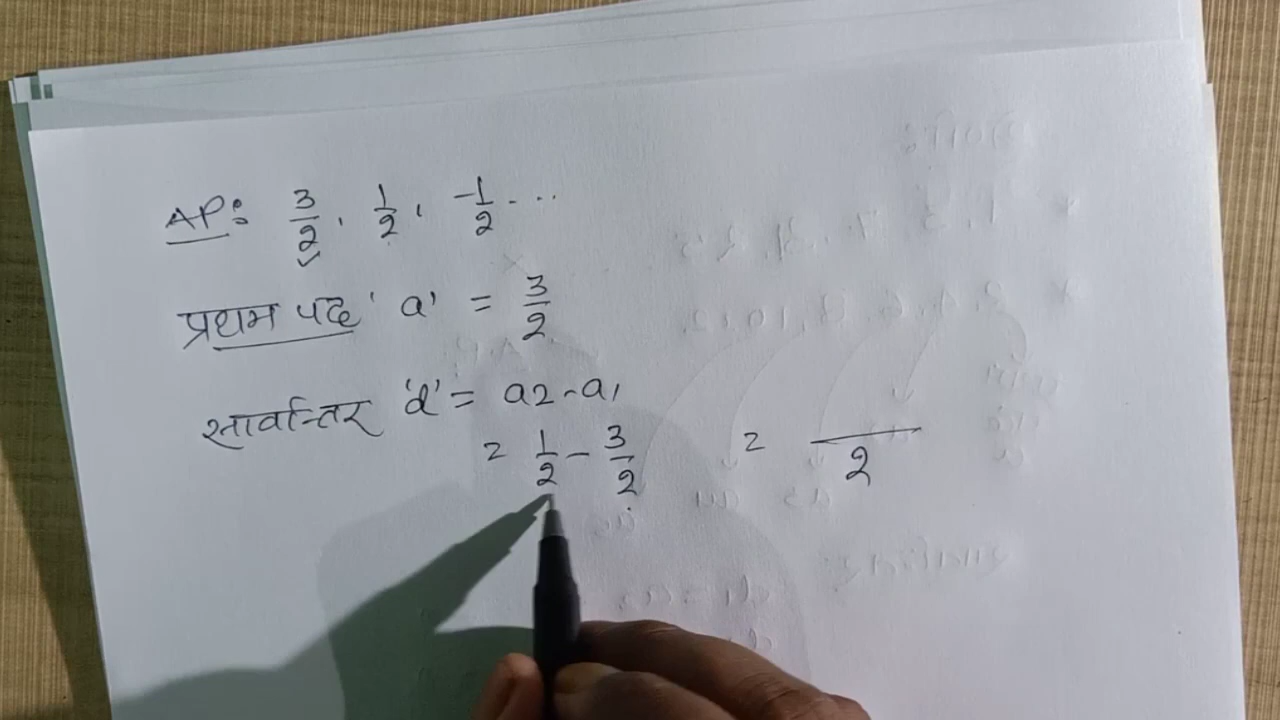 AP: 3/2, 1/2, -1/2 ...
प्रथम पद 'a' = 3/2
सार्वान्तर 'd' = a2 - a1
= 1/2 - 3/2 = /2